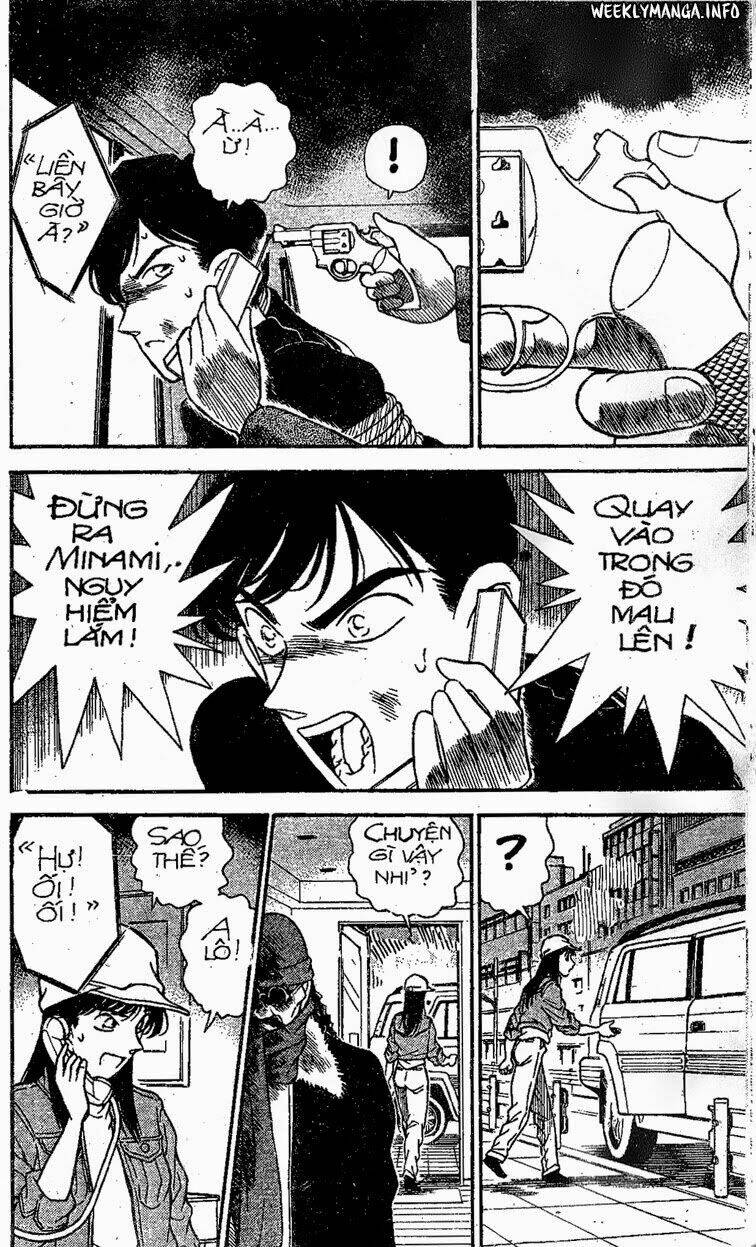 WEEKLYMANGA.INFO
À...À...
Ừ!
!
"LIỀN
BÂY
GIỜ
Ă?"
QUAY
VÀO
TRONG
ĐÓ
MAU
LÊN!
ĐỪNG
RA
MINAMI,.
NGUY
HIỂM
LẮM!
?
CHUYỆN
GÌ VẬY
NHỈ?
SAO
THẾ?
A
LÔ!
"HỰ!
ỐI!
ỐI!"